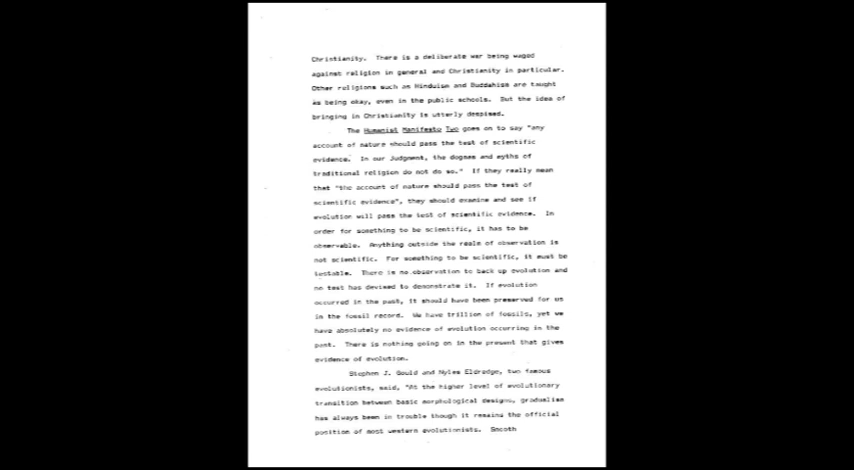 Christianity. There is a deliberate war being waged
against religion in general and Christianity in particular.
Other religions such as Hinduism and Buddahism are taught
as being okay, even in the public schools. But the idea of
bringing in Christianity is utterly despised.
The Humanist Manifesto Two goes on to say "any
account of nature should pass the test of scientific
evidence. In our judgment, the dogmas and myths of
traditional religion do not do so." If they really mean
that "the account of nature should pass the test of
scientific evidence", they should examine and see if
evolution will pass the test of scientific evidence. In
order for something to be scientific, it has to be
observable. Anything outside the realm of observation is
not scientific. For something to be scientific, it must be
testable. There is no observation to back up evolution and
no test has devised to demonstrate it. If evolution
occurred in the past, it should have been preserved for us
in the fossil record. We have trillion of fossils, yet we
have absolutely no evidence of evolution occurring in the
past. There is nothing going on in the present that gives
evidence of evolution.
Stephen J. Gould and Nyles Eldredge, two famous
evolutionists, said, "At the higher level of evolutionary
transition between basic morphological designs, gradualism
has always been in trouble though it remains the official
position of most western evolutionists. Smooth